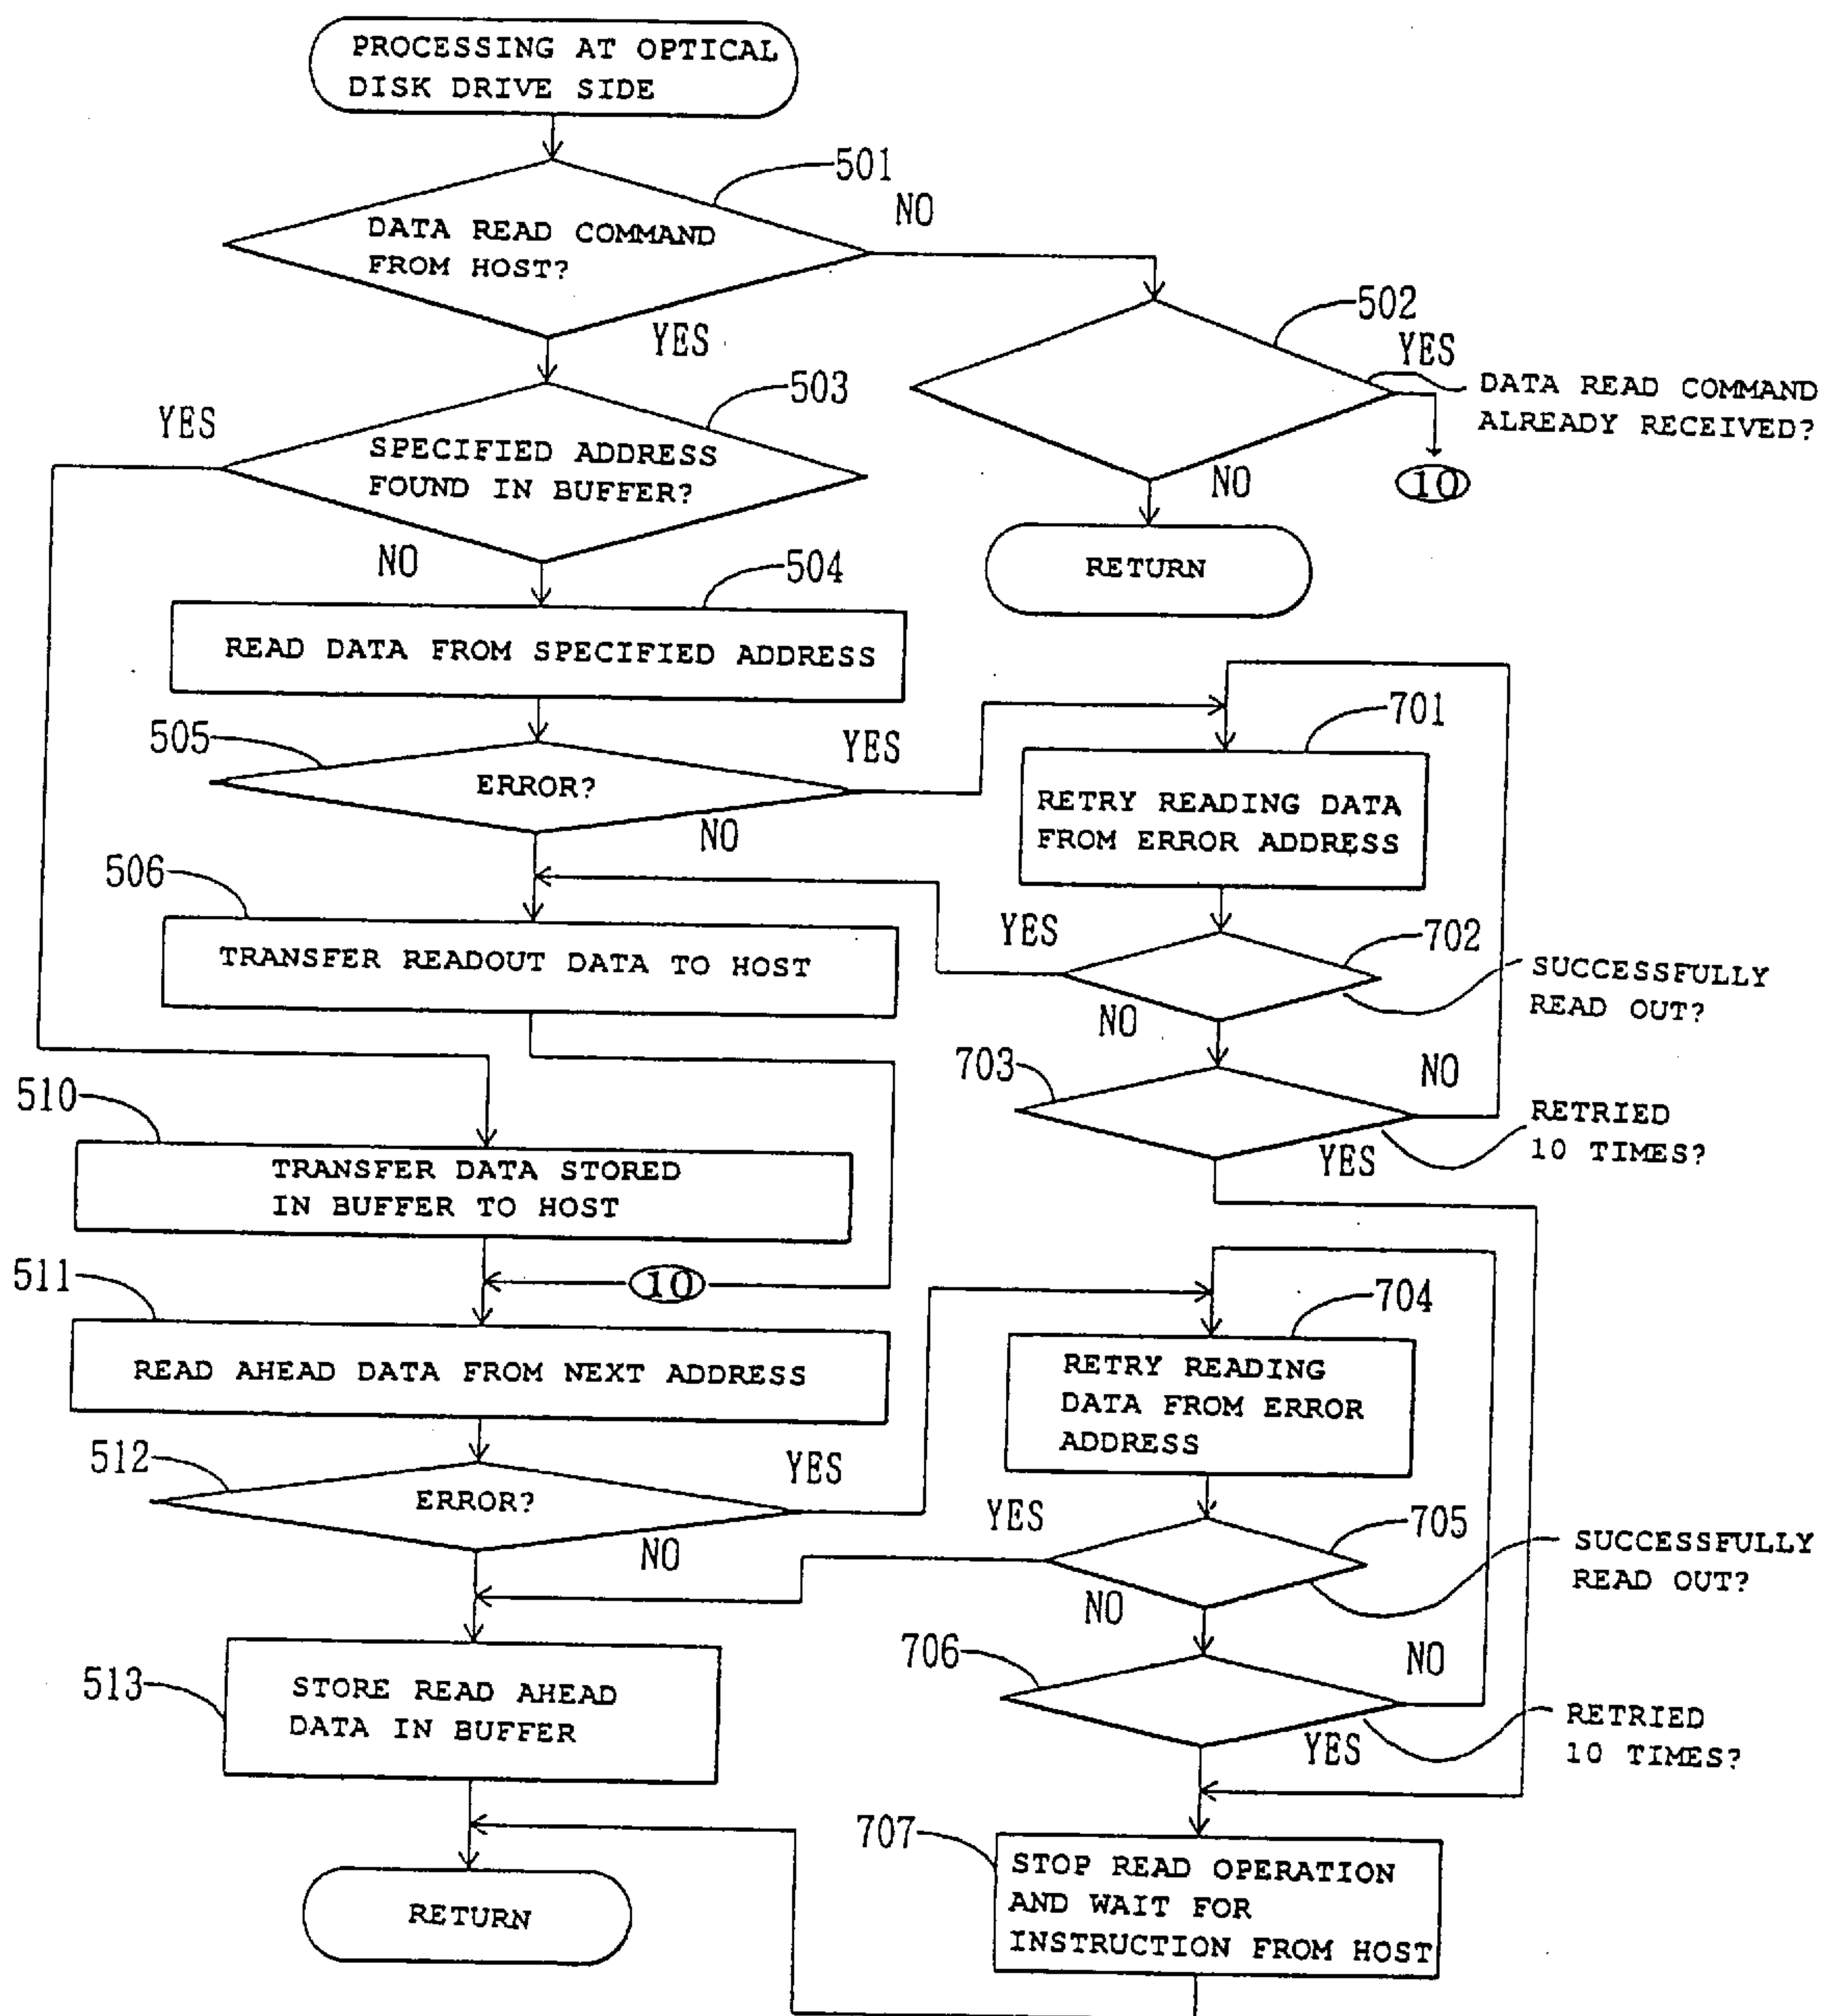 PROCESSING AT OPTICAL
DISK DRIVE SIDE
501
NO
DATA READ COMMAND
FROM HOST?
YES
502
YES
DATA READ COMMAND
ALREADY RECEIVED?
10
NO
RETURN
503
YES
SPECIFIED ADDRESS
FOUND IN BUFFER?
NO
504
READ DATA FROM SPECIFIED ADDRESS
505
YES
ERROR?
NO
701
RETRY READING DATA
FROM ERROR ADDRESS
506
TRANSFER READOUT DATA TO HOST
YES
702
SUCCESSFULLY
READ OUT?
NO
703
NO
RETRIED
10 TIMES?
YES
510
TRANSFER DATA STORED
IN BUFFER TO HOST
10
511
READ AHEAD DATA FROM NEXT ADDRESS
704
RETRY READING
DATA FROM ERROR
ADDRESS
512
YES
ERROR?
NO
YES
705
SUCCESSFULLY
READ OUT?
NO
706
NO
RETRIED
10 TIMES?
YES
513
STORE READ AHEAD
DATA IN BUFFER
707
STOP READ OPERATION
AND WAIT FOR
INSTRUCTION FROM HOST
RETURN